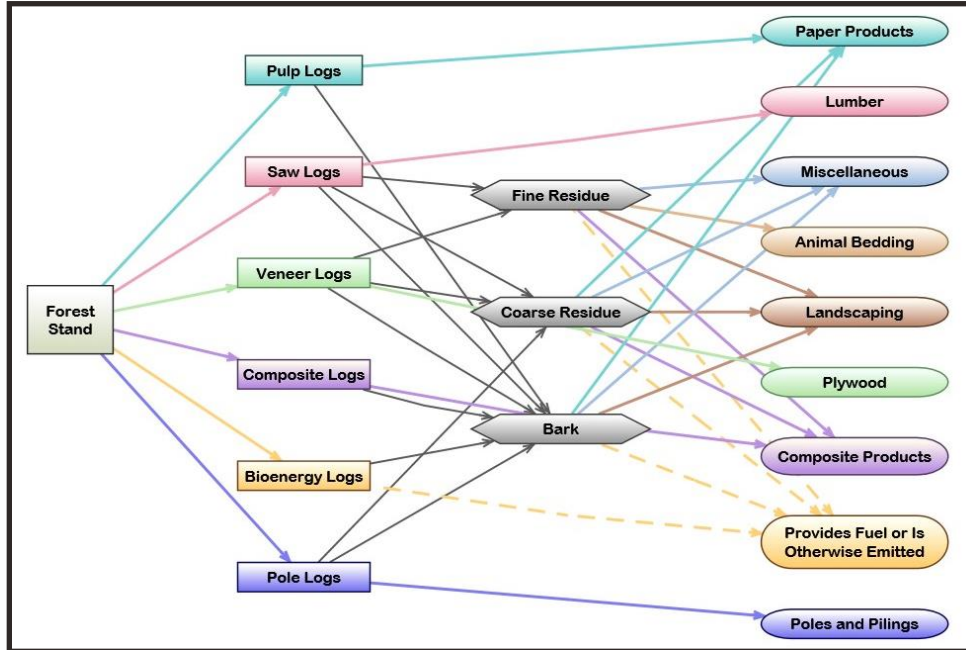 Forest
Stand
Pulp Logs
Saw Logs
Veneer Logs
Composite Logs
Bioenergy Logs
Pole Logs
Fine Residue
Coarse Residue
Bark
Paper Products
Lumber
Miscellaneous
Animal Bedding
Landscaping
Plywood
Composite Products
Provides Fuel or Is
Otherwise Emitted
Poles and Pilings